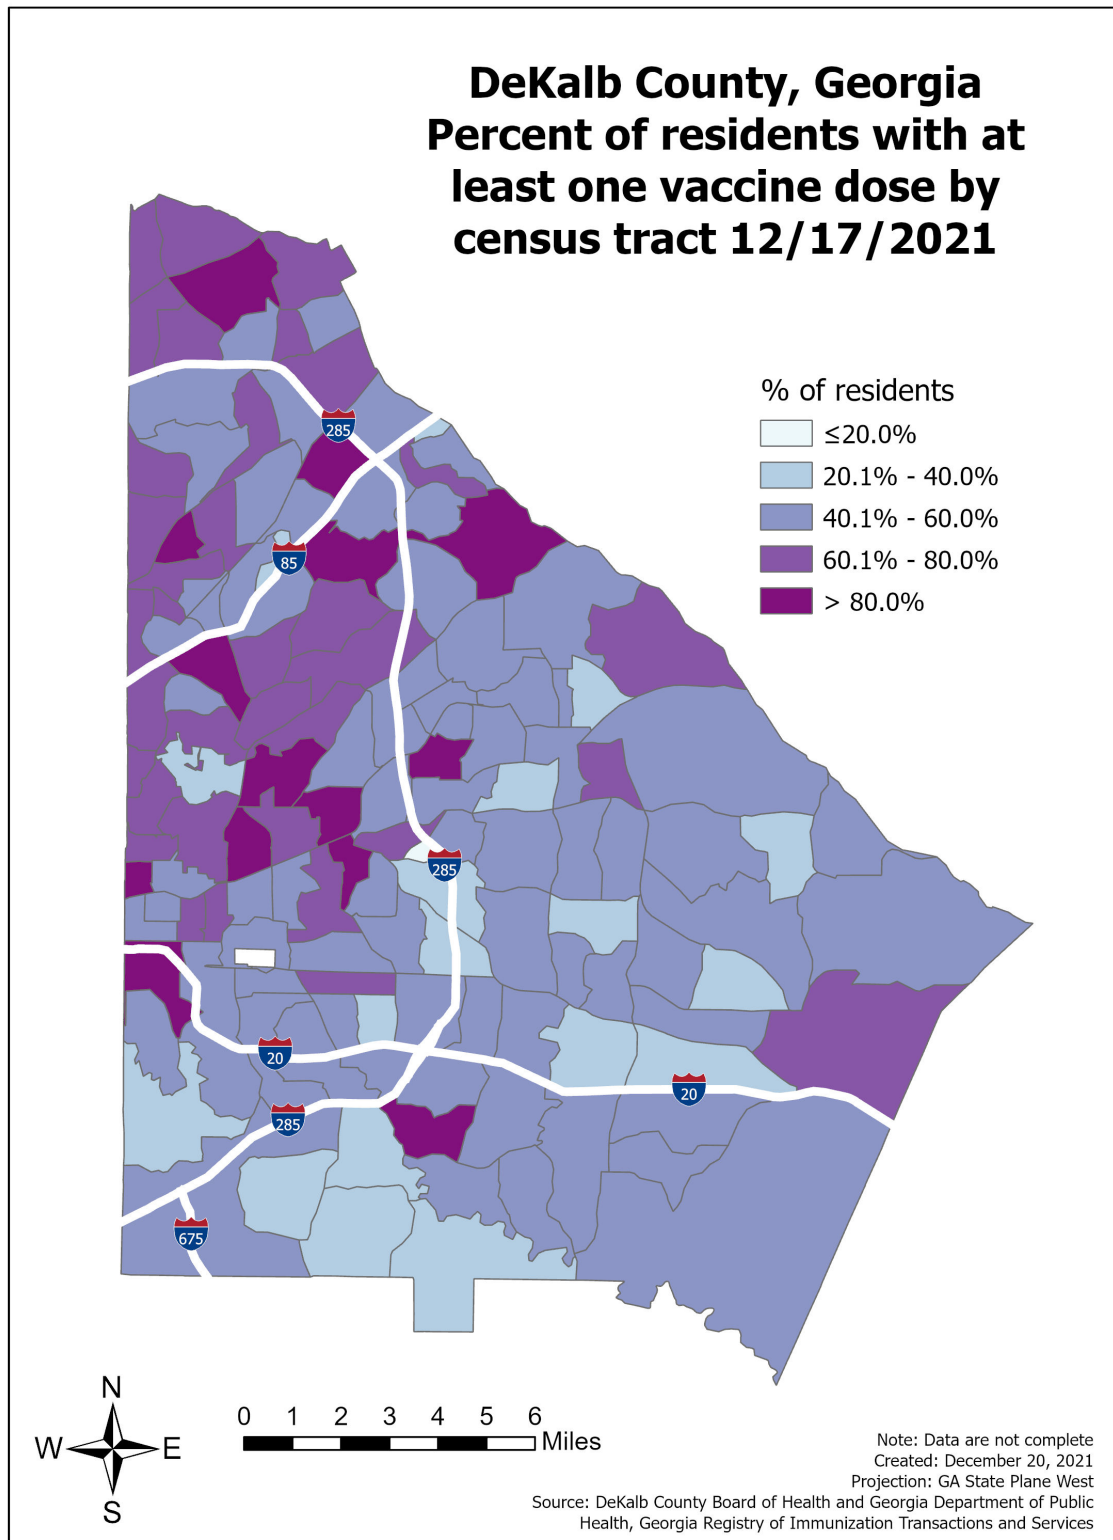 DeKalb County, Georgia
Percent of residents with at
least one vaccine dose by
census tract 12/17/2021
% of residents
≤20.0%
20.1% - 40.0%
40.1% - 60.0%
60.1% - 80.0%
> 80.0%
285
85
285
20
20
285
675
N
W E
S
0 1 2 3 4 5 6
Miles
Note: Data are not complete
Created: December 20, 2021
Projection: GA State Plane West
Source: DeKalb County Board of Health and Georgia Department of Public
Health, Georgia Registry of Immunization Transactions and Services